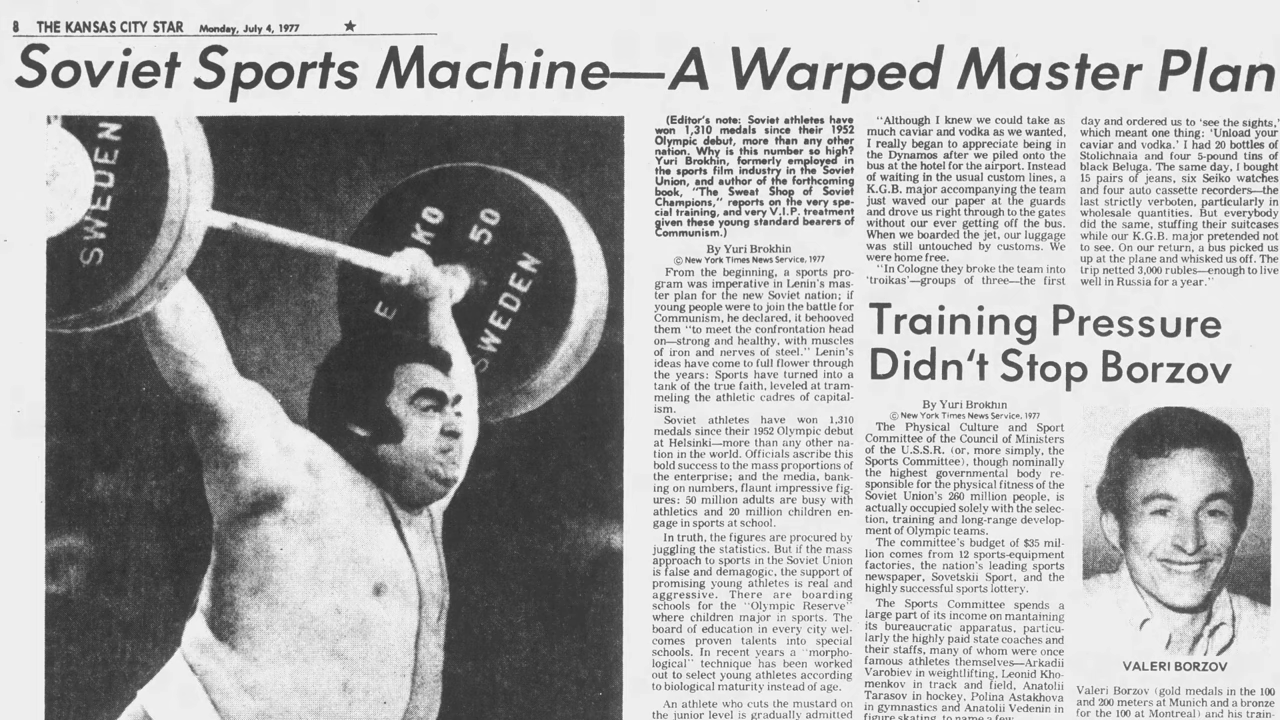 8 THE KANSAS CITY STAR Monday, July 4, 1977
Soviet Sports Machine—A Warped Master Plan
SWEDEN
KO
50
E
SWEDEN
(Editor's note: Soviet athletes have
won 1,310 medals since their 1952
Olympic debut, more than any other
nation. Why is this number so high?
Yuri Brokhin, formerly employed in
the sports film industry in the Soviet
Union, and author of the forthcoming
book, "The Sweat Shop of Soviet
Champions," reports on the very spe-
cial training, and very V.I.P. treatment
given these young standard bearers of
Communism.)
By Yuri Brokhin
© New York Times News Service, 1977
From the beginning, a sports pro-
gram was imperative in Lenin's mas-
ter plan for the new Soviet nation; if
young people were to join the battle for
Communism, he declared, it behooved
them "to meet the confrontation head
on—strong and healthy, with muscles
of iron and nerves of steel." Lenin's
ideas have come to full flower through
the years: Sports have turned into a
tank of the true faith, leveled at tram-
meling the athletic cadres of capital-
ism.
Soviet athletes have won 1,310
medals since their 1952 Olympic debut
at Helsinki—more than any other na-
tion in the world. Officials ascribe this
bold success to the mass proportions of
the enterprise; and the media, bank-
ing on numbers, flaunt impressive fig-
ures: 50 million adults are busy with
athletics and 20 million children en-
gage in sports at school.
In truth, the figures are procured by
juggling the statistics. But if the mass
approach to sports in the Soviet Union
is false and demagogic, the support of
promising young athletes is real and
aggressive. There are boarding
schools for the "Olympic Reserve"
where children major in sports. The
board of education in every city wel-
comes proven talents into special
schools. In recent years a "morpho-
logical" technique has been worked
out to select young athletes according
to biological maturity instead of age.
An athlete who cuts the mustard on
the junior level is gradually admitted
"Although I knew we could take as
much caviar and vodka as we wanted,
I really began to appreciate being in
the Dynamos after we piled onto the
bus at the hotel for the airport. Instead
of waiting in the usual custom lines, a
K.G.B. major accompanying the team
just waved our paper at the guards
and drove us right through to the gates
without our ever getting off the bus.
When we boarded the jet, our luggage
was still untouched by customs. We
were home free.
"In Cologne they broke the team into
'troikas'—groups of three—the first
day and ordered us to 'see the sights,'
which meant one thing: 'Unload your
caviar and vodka.' I had 20 bottles of
Stolichnaia and four 5-pound tins of
black Beluga. The same day, I bought
15 pairs of jeans, six Seiko watches
and four auto cassette recorders—the
last strictly verboten, particularly in
wholesale quantities. But everybody
did the same, stuffing their suitcases
while our K.G.B. major pretended not
to see. On our return, a bus picked us
up at the plane and whisked us off. The
trip netted 3,000 rubles—enough to live
well in Russia for a year."
Training Pressure
Didn't Stop Borzov
By Yuri Brokhin
© New York Times News Service, 1977
The Physical Culture and Sport
Committee of the Council of Ministers
of the U.S.S.R. (or, more simply, the
Sports Committee), though nominally
the highest governmental body re-
sponsible for the physical fitness of the
Soviet Union's 260 million people, is
actually occupied solely with the selec-
tion, training and long-range develop-
ment of Olympic teams.
The committee's budget of $35 mil-
lion comes from 12 sports-equipment
factories, the nation's leading sports
newspaper, Sovetskii Sport, and the
highly successful sports lottery.
The Sports Committee spends a
large part of its income on mantaining
its bureaucratic apparatus, particu-
larly the highly paid state coaches and
their staffs, many of whom were once
famous athletes themselves—Arkadii
Varobiev in weightlifting, Leonid Kho-
menkov in track and field, Anatolii
Tarasov in hockey, Polina Astakhova
in gymnastics and Anatolii Vedenin in
figure skating, to name a few.
VALERI BORZOV
Valeri Borzov (gold medals in the 100
and 200 meters at Munich and a bronze
for the 100 at Montreal) and his train-